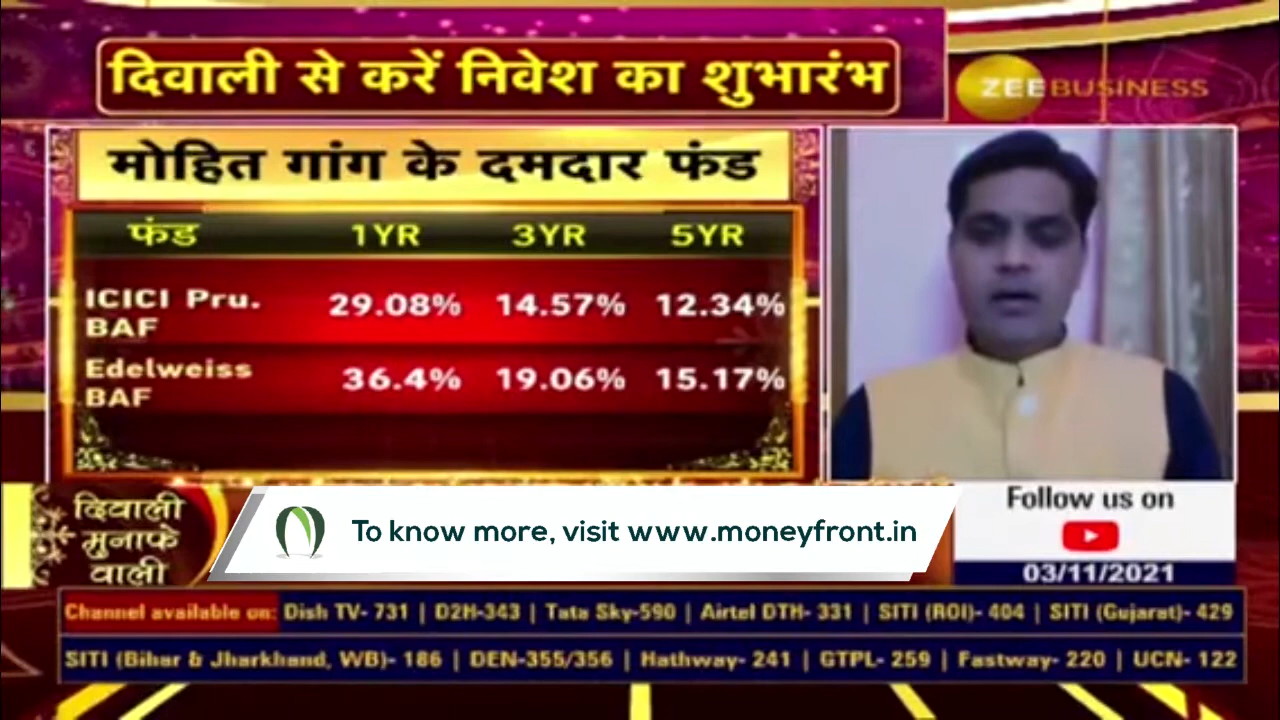 दिवाली से करें निवेश का शुभारंभ
ZEE BUSINESS
मोहित गांग के दमदार फंड
फंड 1YR 3YR 5YR
ICICI Pru. BAF 29.08% 14.57% 12.34%
Edelweiss BAF 36.4% 19.06% 15.17%
दिवाली
मुनाफे
वाली
To know more, visit www.moneyfront.in
Follow us on
03/11/2021
Channel available on: Dish TV- 731 | D2H-343 | Tata Sky-590 | Airtel DTH- 331 | SITI (ROI)- 404 | SITI (Gujarat)- 429
SITI (Bihar & Jharkhand, WB)- 186 | DEN-355/356 | Hathway- 241 | GTPL- 259 | Fastway- 220 | UCN- 122